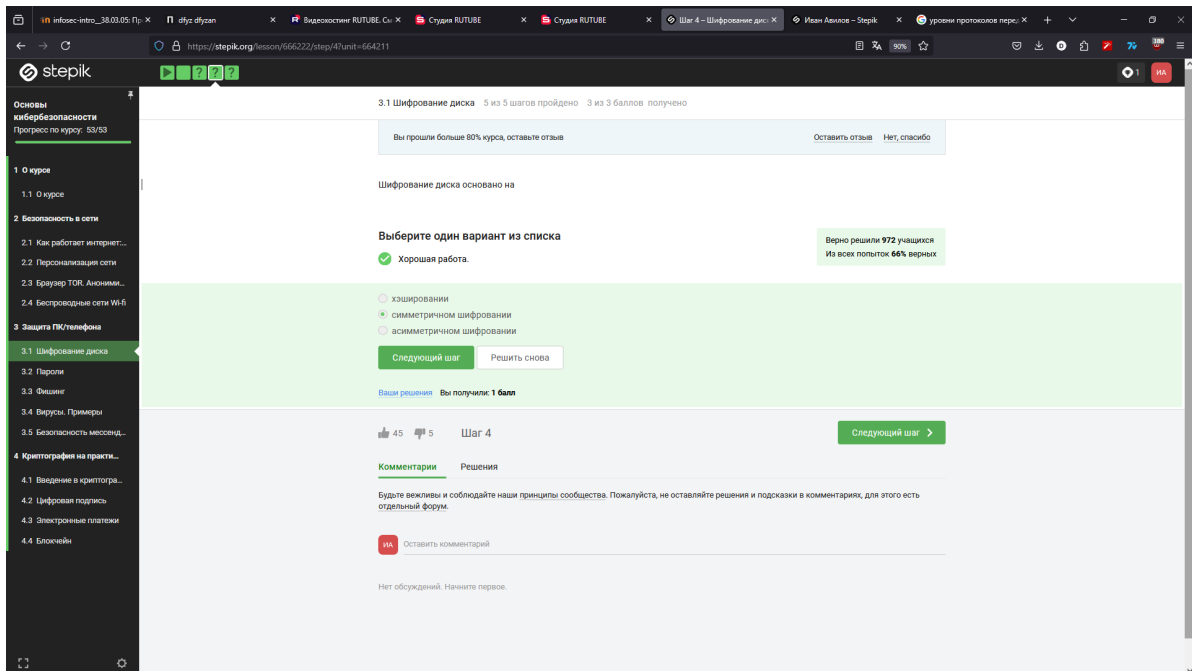 infosec-intro__38.03.05: Пр
dfyz dfyzan
Видеохостинг RUTUBE. См
Студия RUTUBE
Студия RUTUBE
Шаг 4 – Шифрование дис
Иван Авилов – Stepik
уровни протоколов перед
https://stepik.org/lesson/666222/step/4?unit=664211
90%
380
stepik
1
ИА
Основы
кибербезопасности
Прогресс по курсу: 53/53
1 О курсе
1.1 О курсе
2 Безопасность в сети
2.1 Как работает интернет:...
2.2 Персонализация сети
2.3 Браузер TOR. Аноними...
2.4 Беспроводные сети Wi-fi
3 Защита ПК/телефона
3.1 Шифрование диска
3.2 Пароли
3.3 Фишинг
3.4 Вирусы. Примеры
3.5 Безопасность мессенд...
4 Криптография на практи...
4.1 Введение в криптогра...
4.2 Цифровая подпись
4.3 Электронные платежи
4.4 Блокчейн
3.1 Шифрование диска 5 из 5 шагов пройдено 3 из 3 баллов получено
Вы прошли больше 80% курса, оставьте отзыв Оставить отзыв Нет, спасибо
Шифрование диска основано на
Выберите один вариант из списка
Хорошая работа.
Верно решили 972 учащихся
Из всех попыток 66% верных
хэшировании
симметричном шифровании
асимметричном шифровании
Следующий шаг Решить снова
Ваши решения Вы получили: 1 балл
45 5 Шаг 4 Следующий шаг
Комментарии Решения
Будьте вежливы и соблюдайте наши принципы сообщества. Пожалуйста, не оставляйте решения и подсказки в комментариях, для этого есть
отдельный форум.
ИА Оставить комментарий
Нет обсуждений. Начните первое.